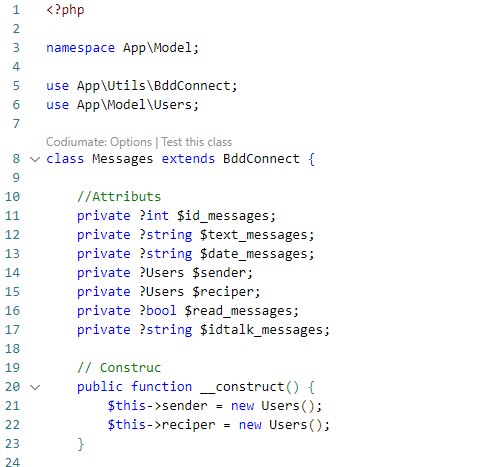 1 <?php
2
3 namespace App\Model;
4
5 use App\Utils\BddConnect;
6 use App\Model\Users;
7
Codiumate: Options | Test this class
8 class Messages extends BddConnect {
9
10 //Attributs
11 private ?int $id_messages;
12 private ?string $text_messages;
13 private ?string $date_messages;
14 private ?Users $sender;
15 private ?Users $reciper;
16 private ?bool $read_messages;
17 private ?string $idtalk_messages;
18
19 // Construc
20 public function __construct() {
21 $this->sender = new Users();
22 $this->reciper = new Users();
23 }
24